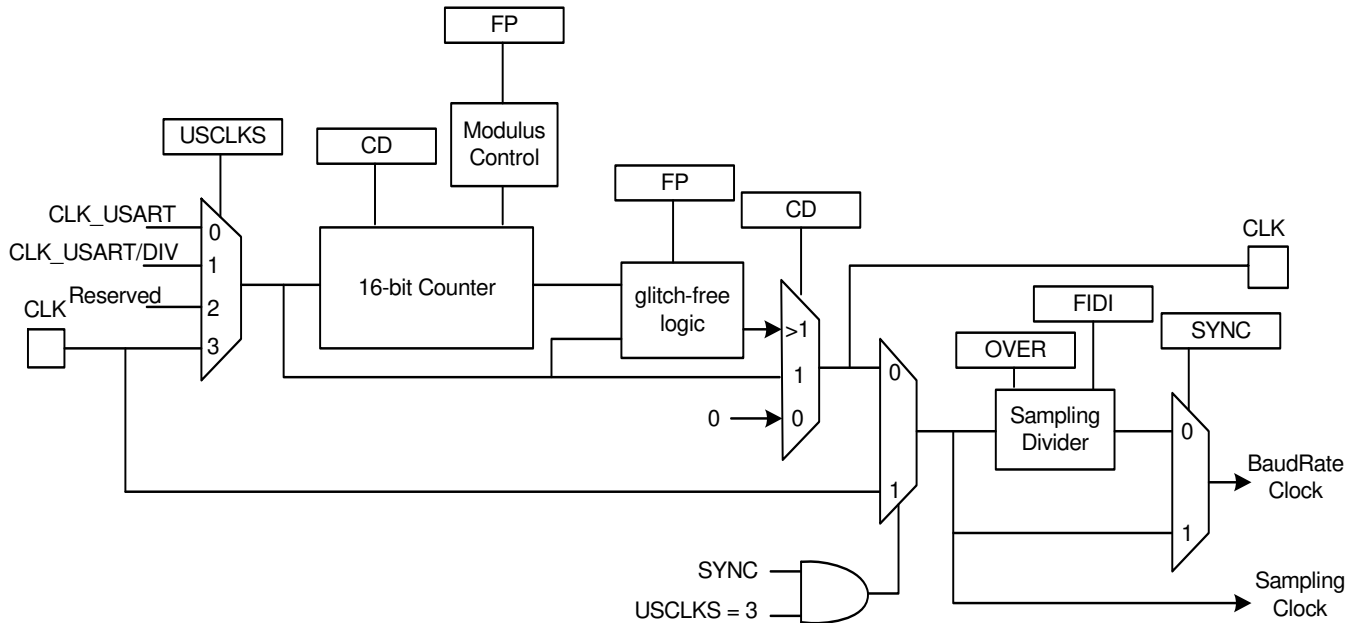 FP
USCLKS
CD
Modulus
Control
FP
CD
CLK_USART
CLK_USART/DIV
Reserved
CLK
0
1
2
3
16-bit Counter
glitch-free
logic
>1
1
0
0
CLK
FIDI
OVER
SYNC
0
1
Sampling
Divider
0
1
BaudRate
Clock
SYNC
USCLKS = 3
Sampling
Clock